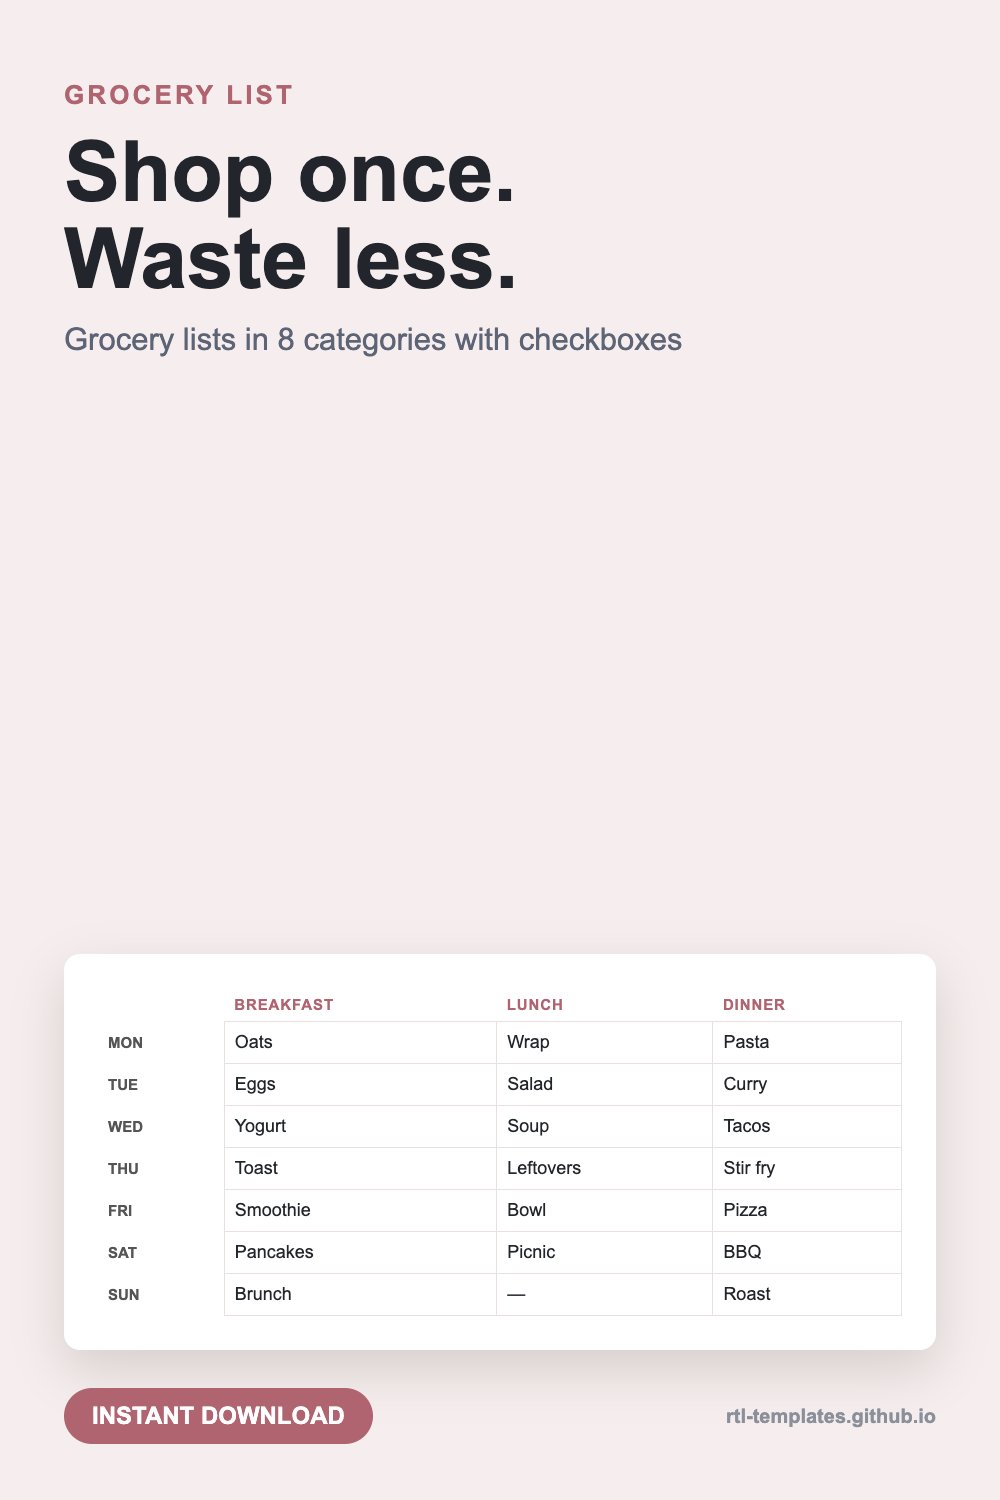 GROCERY LIST
Shop once.
Waste less.
Grocery lists in 8 categories with checkboxes
BREAKFAST LUNCH DINNER
MON Oats Wrap Pasta
TUE Eggs Salad Curry
WED Yogurt Soup Tacos
THU Toast Leftovers Stir fry
FRI Smoothie Bowl Pizza
SAT Pancakes Picnic BBQ
SUN Brunch — Roast
INSTANT DOWNLOAD rtl-templates.github.io